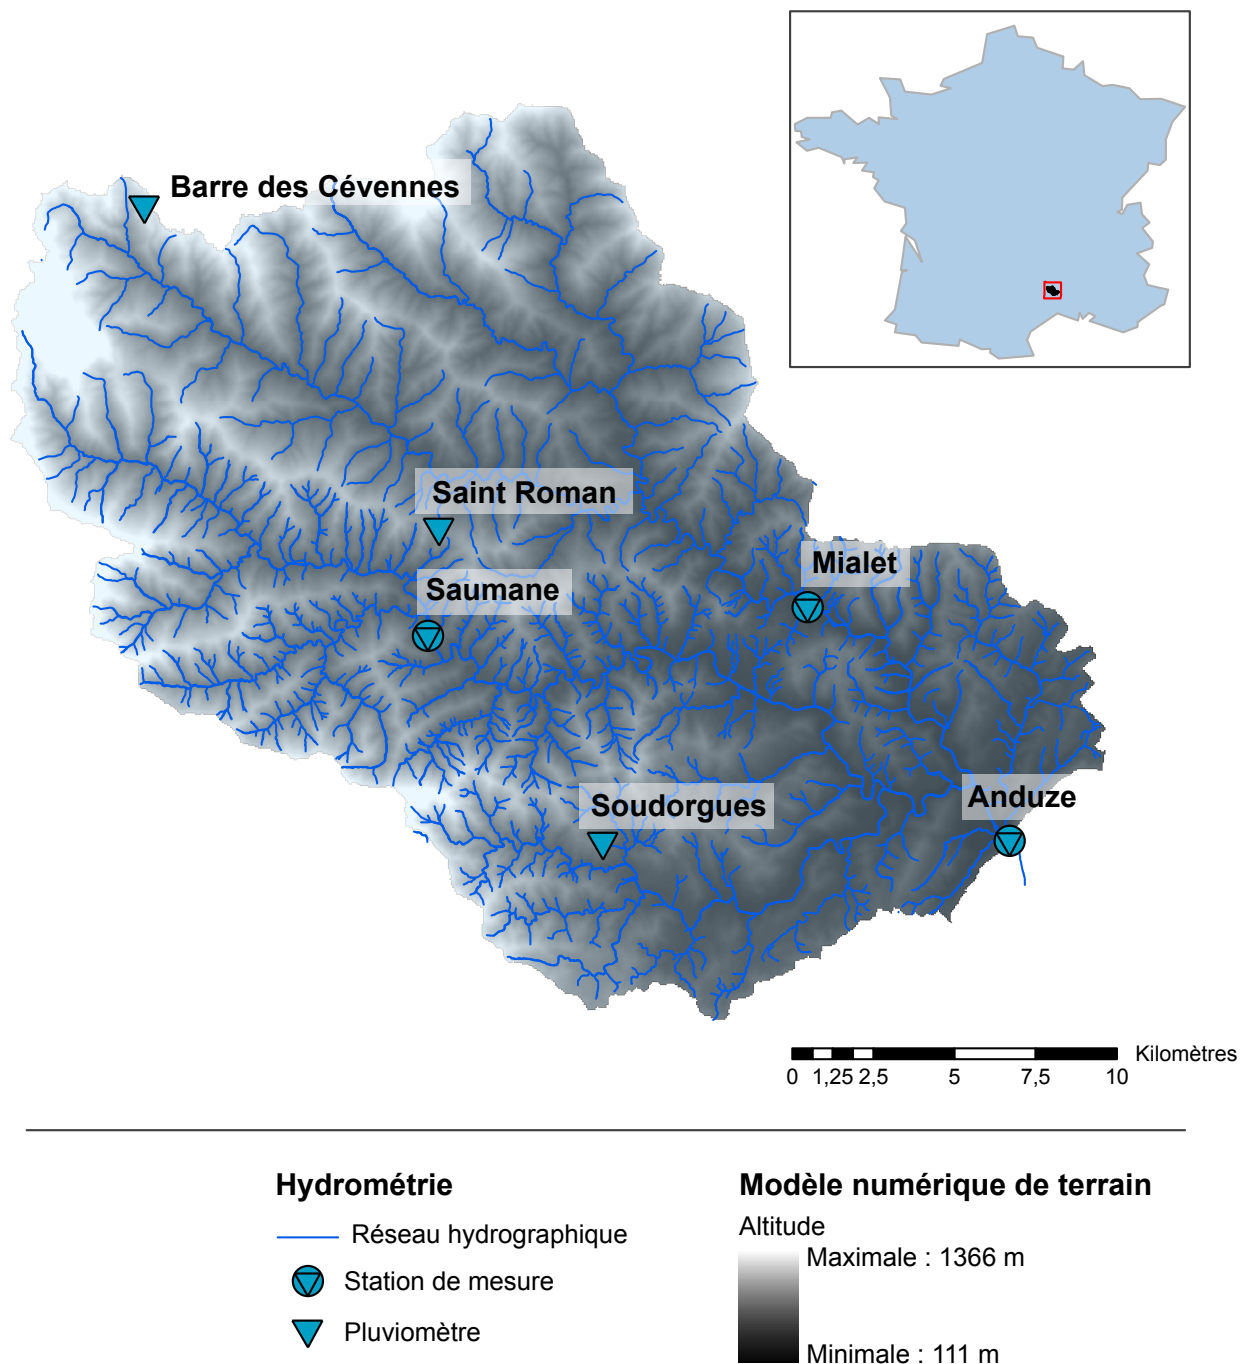 Barre des Cévennes
Saint Roman
Mialet
Saumane
Soudorgues
Anduze
Kilomètres
0 1,25 2,5 5 7,5 10
Hydrométrie
Réseau hydrographique
Station de mesure
Pluviomètre
Modèle numérique de terrain
Altitude
Maximale : 1366 m
Minimale : 111 m